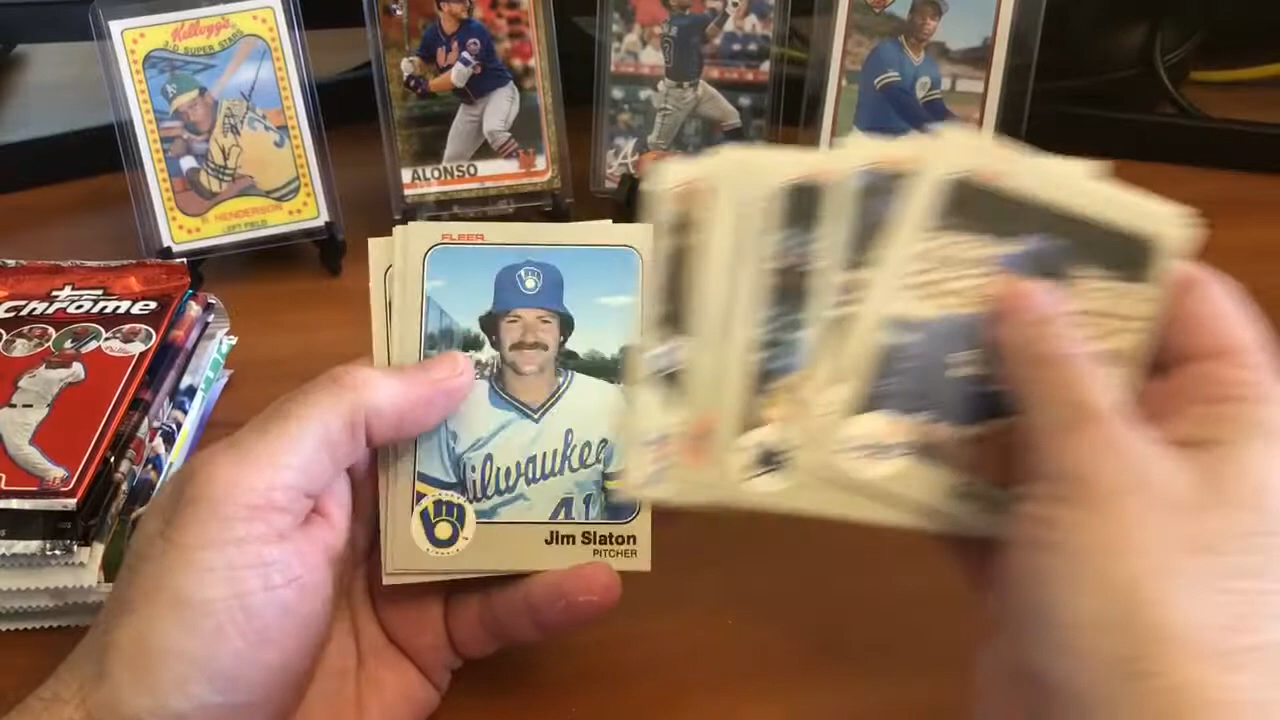 Kellogg's
3-D SUPER STARS
R. HENDERSON
LEFT FIELD
ALONSO
Chrome
FLEER
Milwaukee
41
Jim Slaton
PITCHER